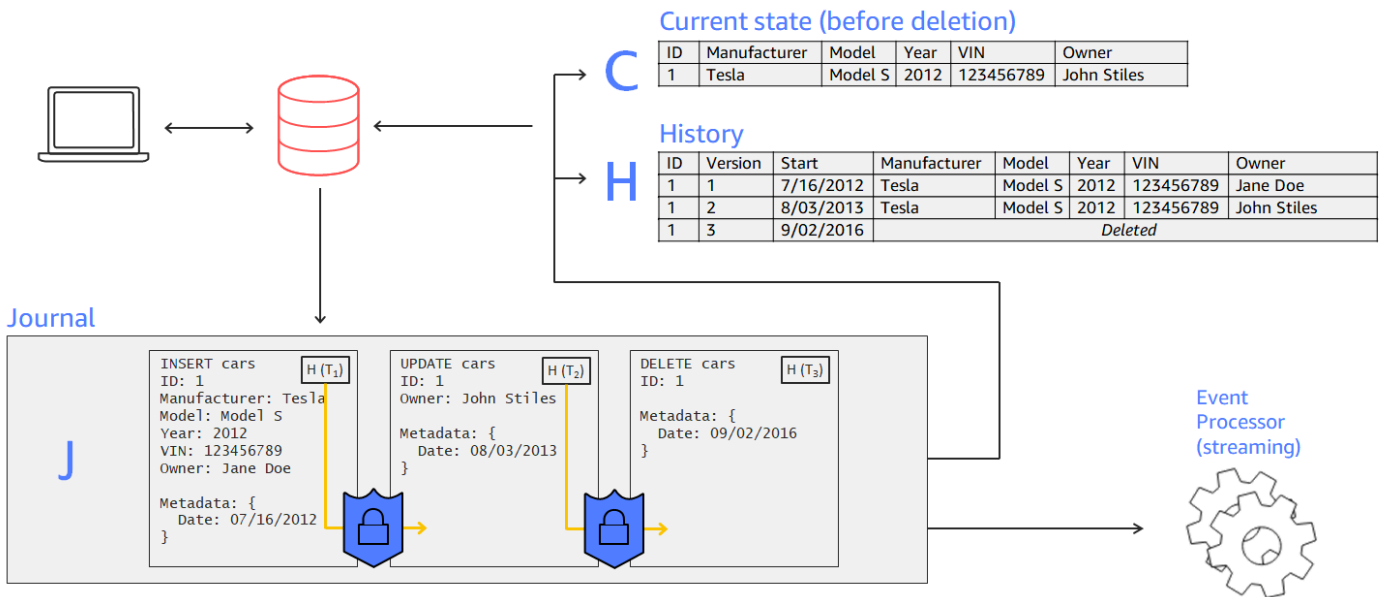 Current state (before deletion)
C
ID Manufacturer Model Year VIN Owner
1 Tesla Model S 2012 123456789 John Stiles
History
H
ID Version Start Manufacturer Model Year VIN Owner
1 1 7/16/2012 Tesla Model S 2012 123456789 Jane Doe
1 2 8/03/2013 Tesla Model S 2012 123456789 John Stiles
1 3 9/02/2016 Deleted
Journal
J
INSERT cars
H (T₁)
ID: 1
Manufacturer: Tesla
Model: Model S
Year: 2012
VIN: 123456789
Owner: Jane Doe
Metadata: {
Date: 07/16/2012
}
UPDATE cars
H (T₂)
ID: 1
Owner: John Stiles
Metadata: {
Date: 08/03/2013
}
DELETE cars
H (T₃)
ID: 1
Metadata: {
Date: 09/02/2016
}
Event
Processor
(streaming)